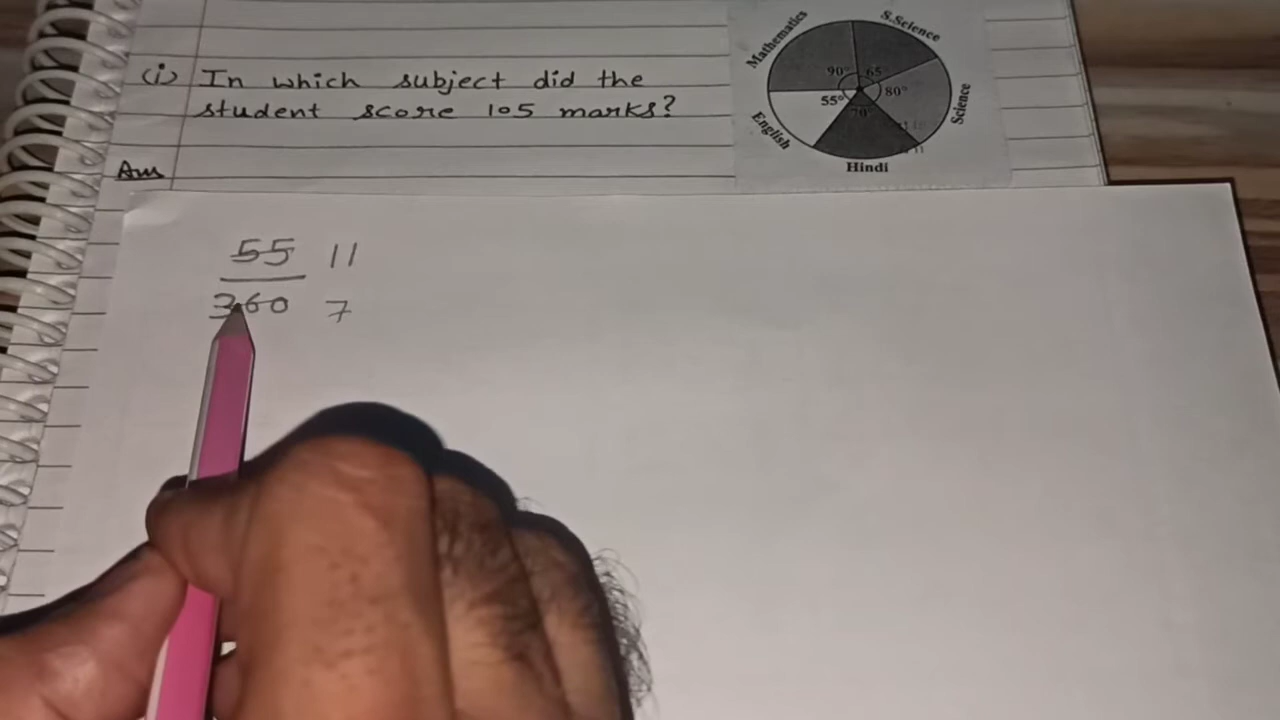 (i) In which subject did the
student score 105 marks?
Ans
Mathematics
S.Science
90°
65°
80°
55°
70°
Science
English
Hindi
55 11
360 7